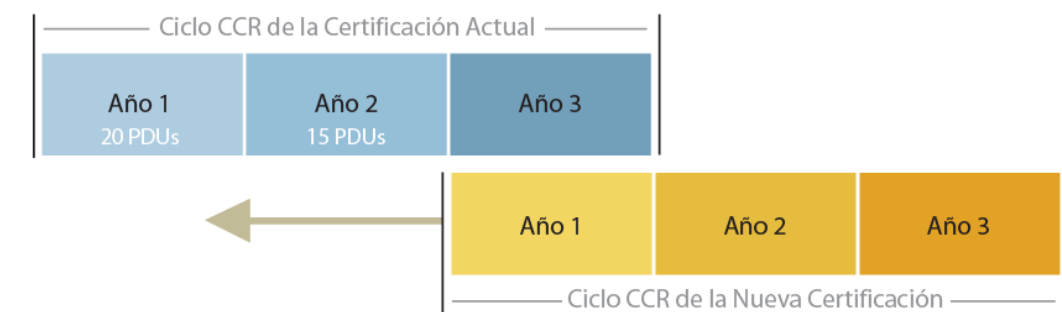 Ciclo CCR de la Certificación Actual
Año 1
20 PDUs
Año 2
15 PDUs
Año 3
Año 1
Año 2
Año 3
Ciclo CCR de la Nueva Certificación